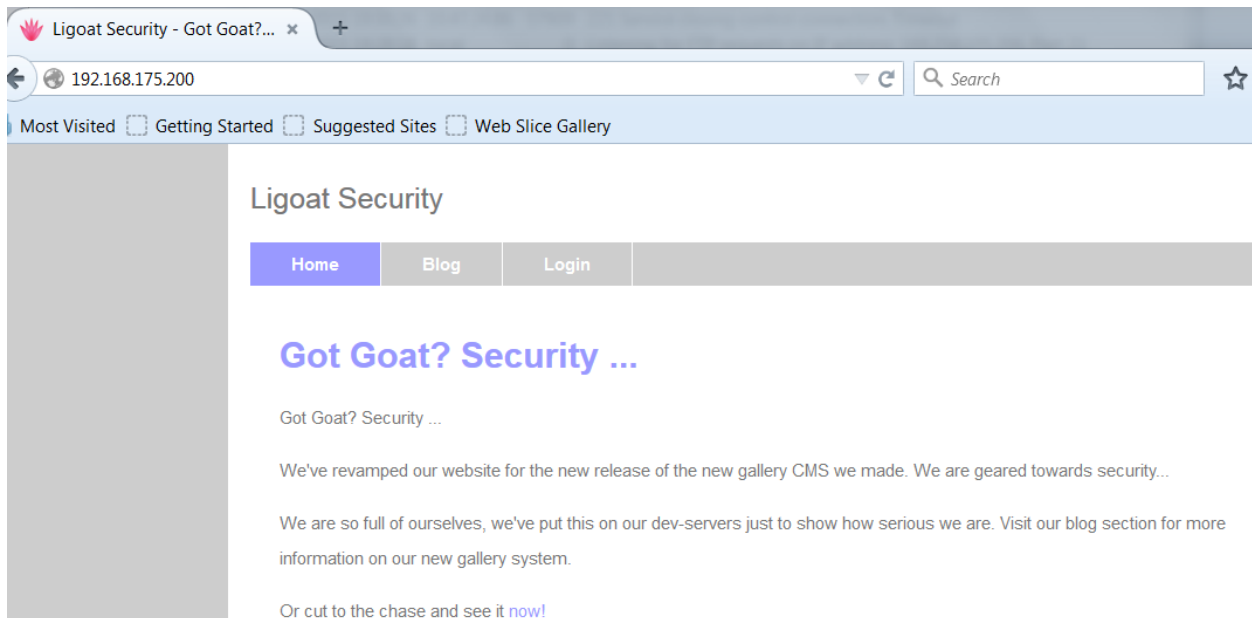 Ligoat Security - Got Goat?...
192.168.175.200
Search
Most Visited Getting Started Suggested Sites Web Slice Gallery
Ligoat Security
Home Blog Login
Got Goat? Security ...
Got Goat? Security ...
We've revamped our website for the new release of the new gallery CMS we made. We are geared towards security...
We are so full of ourselves, we've put this on our dev-servers just to show how serious we are. Visit our blog section for more
information on our new gallery system.
Or cut to the chase and see it now!